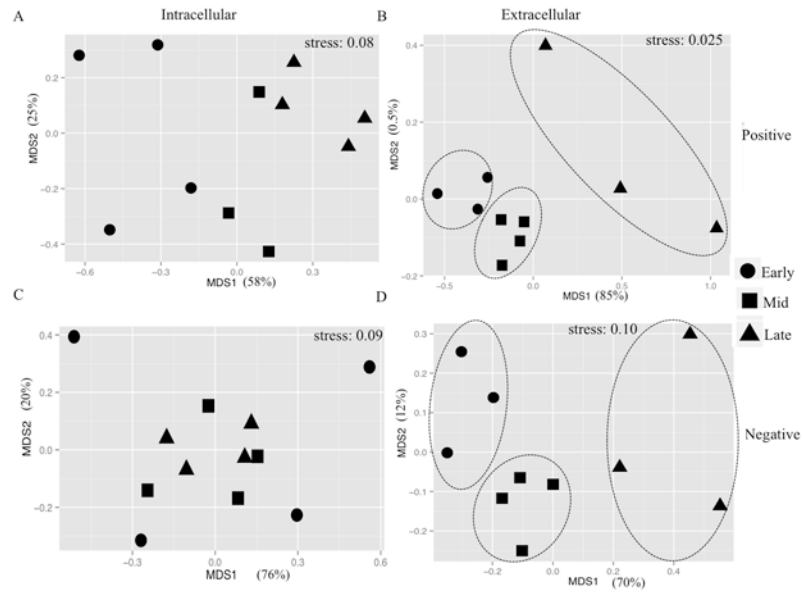 A
Intracellular
B
Extracellular
stress: 0.08
stress: 0.025
MDS2 (25%)
0.2
0.0
−0.2
−0.4
−0.6
−0.3
0.0
0.3
MDS1 (58%)
MDS2 (0.5%)
0.4
0.2
0.0
−0.2
−0.5
0.0
0.5
1.0
MDS1 (85%)
Positive
Early
Mid
Late
C
D
stress: 0.09
stress: 0.10
MDS2 (20%)
0.4
0.2
0.0
−0.2
−0.3
0.0
0.3
0.6
MDS1 (76%)
MDS2 (12%)
0.3
0.2
0.1
0.0
−0.1
−0.2
−0.2
0.0
0.2
0.4
MDS1 (70%)
Negative